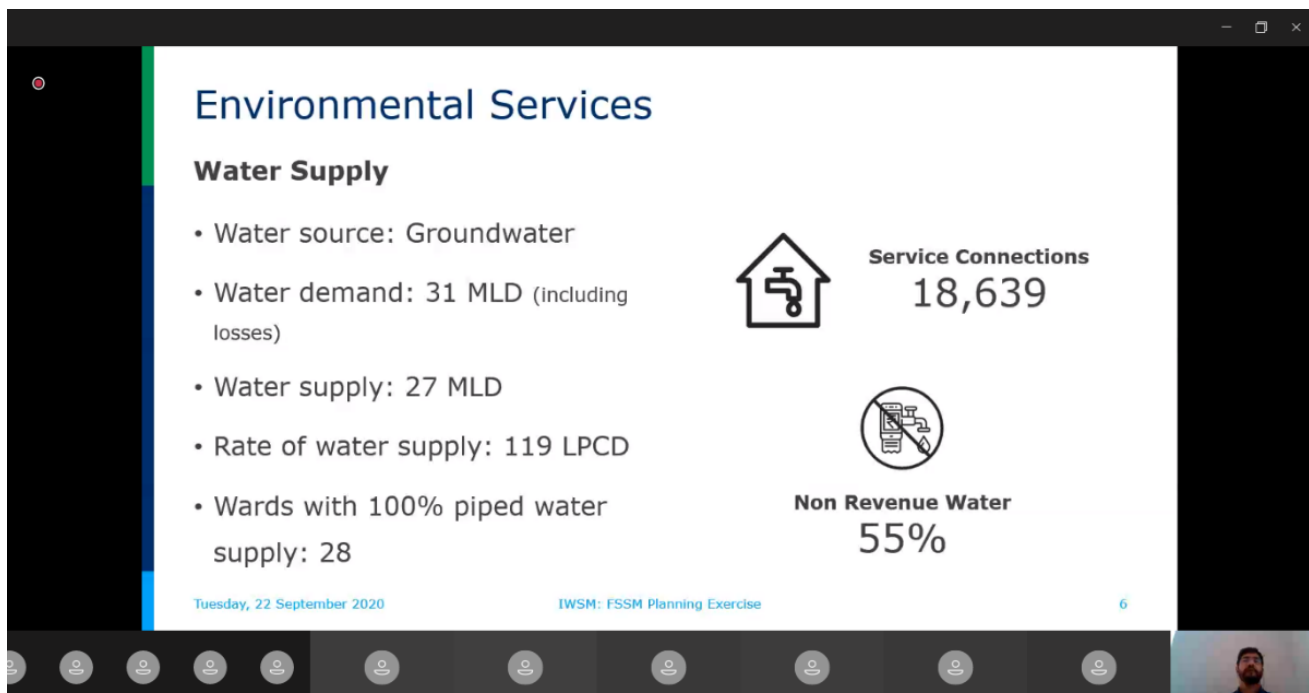 Environmental Services
Water Supply
• Water source: Groundwater
• Water demand: 31 MLD (including
losses)
• Water supply: 27 MLD
• Rate of water supply: 119 LPCD
• Wards with 100% piped water
supply: 28
Service Connections
18,639
Non Revenue Water
55%
Tuesday, 22 September 2020
IWSM: FSSM Planning Exercise
6